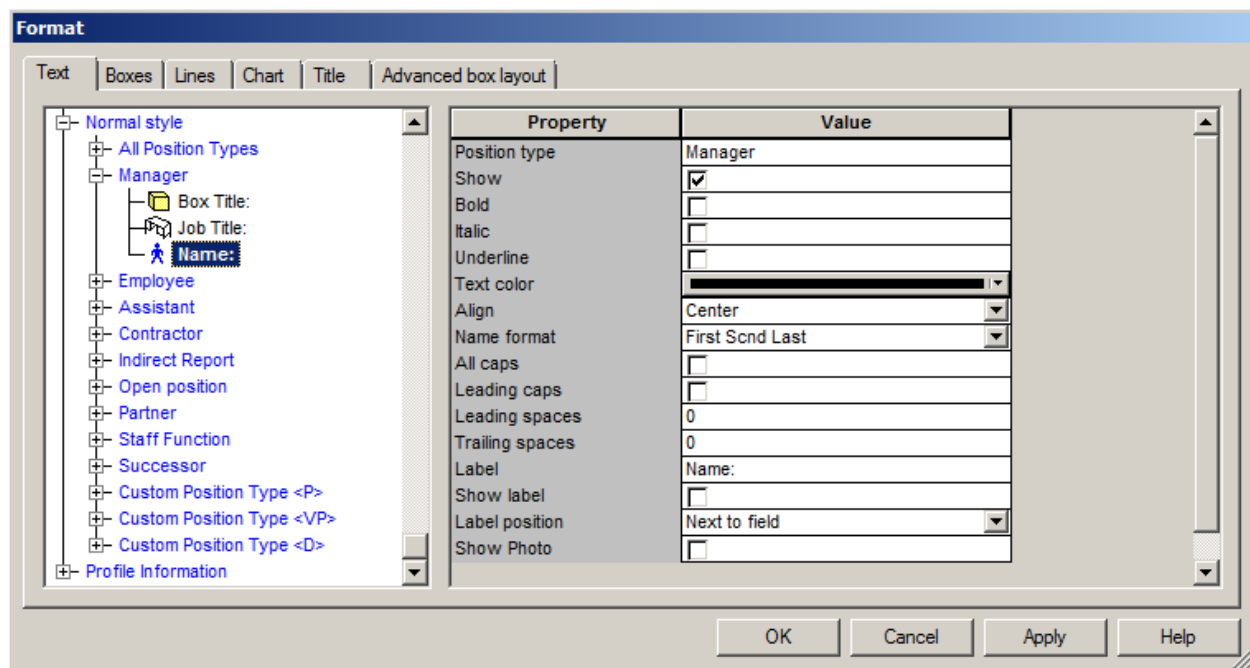 Format
Text Boxes Lines Chart Title Advanced box layout
Normal style
All Position Types
Manager
Box Title:
Job Title:
Name:
Employee
Assistant
Contractor
Indirect Report
Open position
Partner
Staff Function
Successor
Custom Position Type <P>
Custom Position Type <VP>
Custom Position Type <D>
Profile Information
Property Value
Position type Manager
Show
Bold
Italic
Underline
Text color
Align Center
Name format First Scnd Last
All caps
Leading caps
Leading spaces 0
Trailing spaces 0
Label Name:
Show label
Label position Next to field
Show Photo
OK Cancel Apply Help